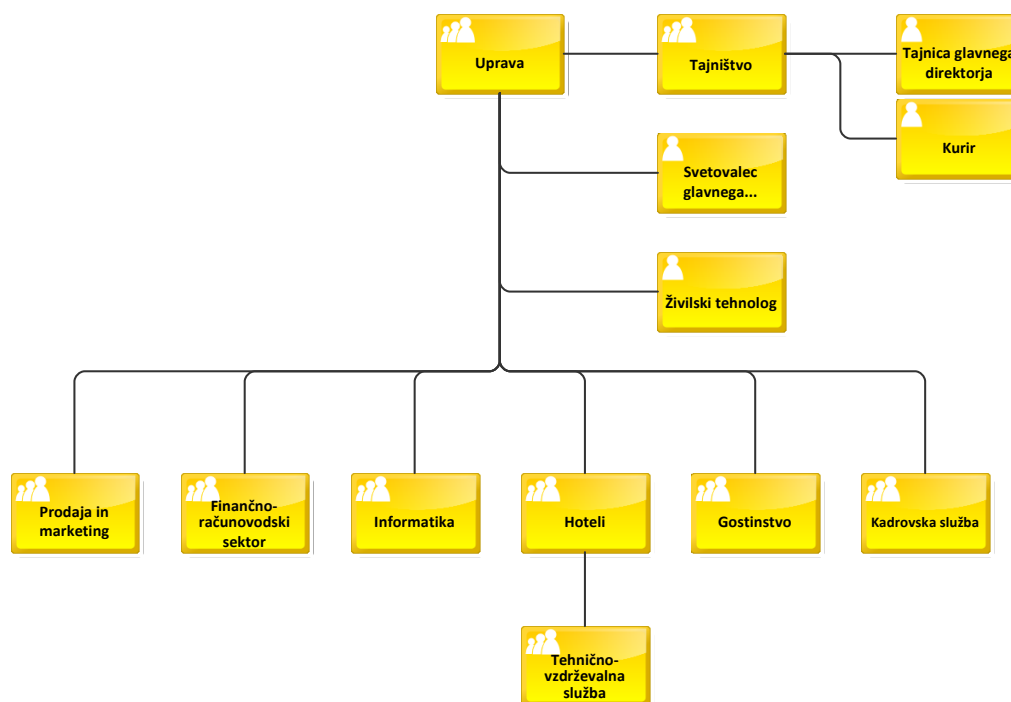 Uprava
Tajništvo
Tajnica glavnega
direktorja
Kurir
Svetovalec
glavnega...
Živilski tehnolog
Prodaja in
marketing
Finančno-
računovodski
sektor
Informatika
Hoteli
Gostinstvo
Kadrovska služba
Tehnično-
vzdrževalna
služba